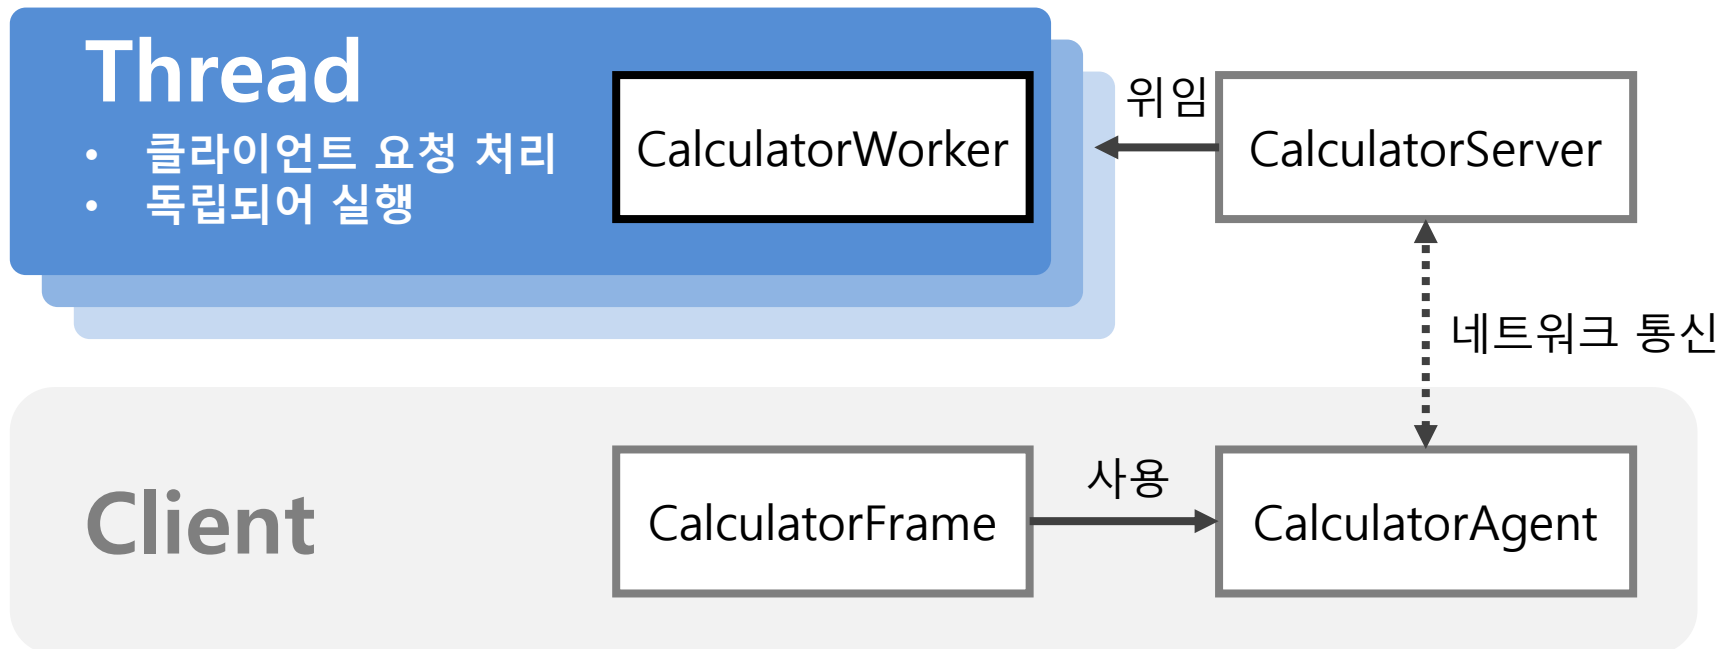 Thread
• 클라이언트 요청 처리
• 독립되어 실행
CalculatorWorker
위임
CalculatorServer
네트워크 통신
Client
CalculatorFrame
사용
CalculatorAgent